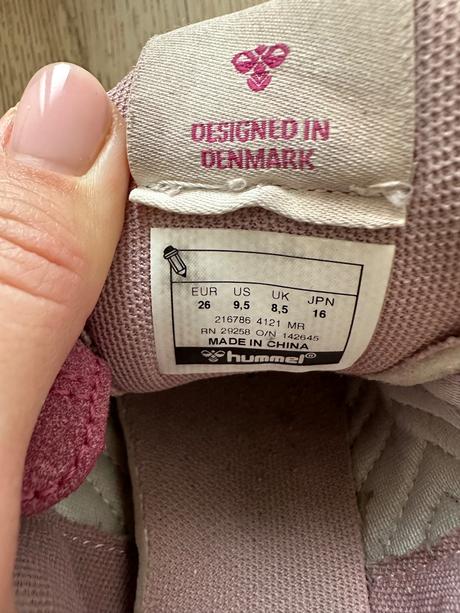 DESIGNED IN
DENMARK
EUR US UK JPN
26 9,5 8,5 16
216786 4121 MR
RN 29258 O/N 142645
MADE IN CHINA
hummel®